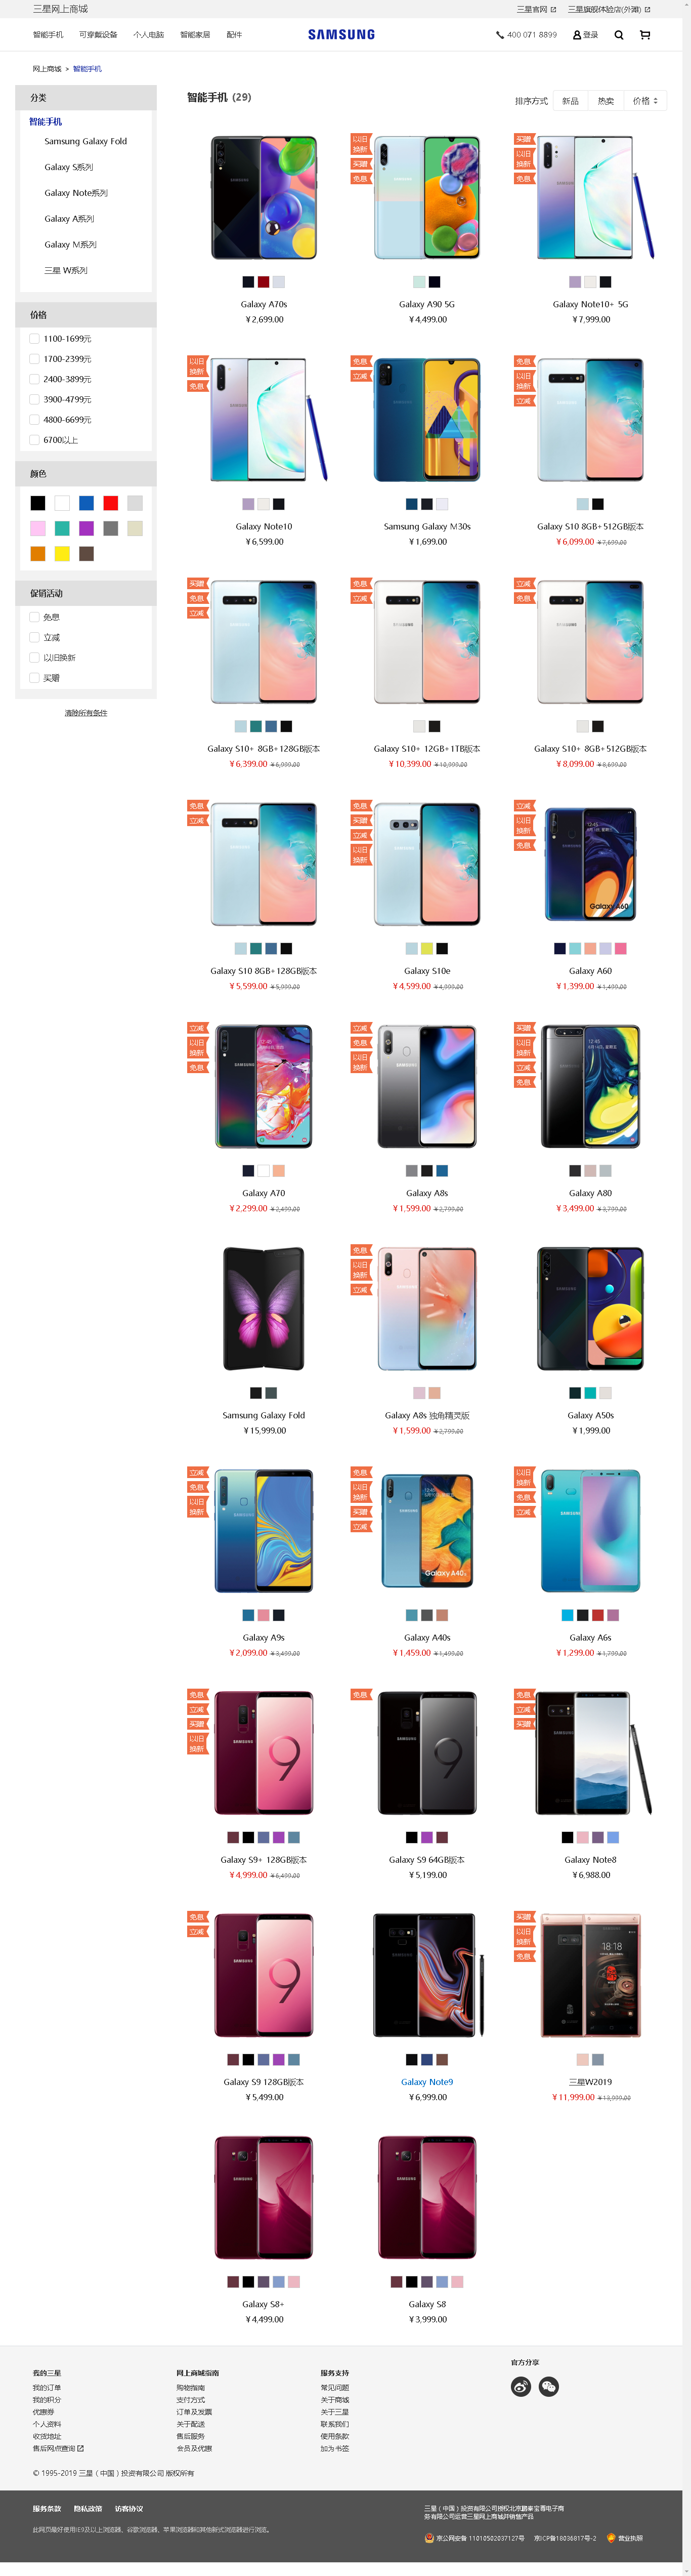 三星网上商城
三星官网 三星旗舰体验店(外滩)
智能手机 可穿戴设备 个人电脑 智能家居 配件
SAMSUNG
400 071 8899 登录
网上商城 > 智能手机
分类
智能手机
Samsung Galaxy Fold
Galaxy S系列
Galaxy Note系列
Galaxy A系列
Galaxy M系列
三星 W系列
价格
1100-1699元
1700-2399元
2400-3899元
3900-4799元
4800-6699元
6700以上
颜色
促销活动
免息
立减
以旧换新
买赠
清除所有条件
智能手机 (29)
排序方式 新品 热卖 价格
Galaxy A70s
¥2,699.00
以旧换新
买赠
免息
Galaxy A90 5G
¥4,499.00
买赠
以旧换新
免息
Galaxy Note10+ 5G
¥7,999.00
以旧换新
免息
Galaxy Note10
¥6,599.00
免息
立减
Samsung Galaxy M30s
¥1,699.00
免息
以旧换新
立减
Galaxy S10 8GB+512GB版本
¥6,099.00 ¥7,699.00
买赠
免息
立减
Galaxy S10+ 8GB+128GB版本
¥6,399.00 ¥6,999.00
免息
立减
Galaxy S10+ 12GB+1TB版本
¥10,399.00 ¥10,999.00
立减
免息
Galaxy S10+ 8GB+512GB版本
¥8,099.00 ¥8,699.00
免息
立减
Galaxy S10 8GB+128GB版本
¥5,599.00 ¥5,999.00
免息
买赠
立减
以旧换新
Galaxy S10e
¥4,599.00 ¥4,999.00
立减
以旧换新
免息
Galaxy A60
Galaxy A60
¥1,399.00 ¥1,499.00
立减
以旧换新
免息
Galaxy A70
¥2,299.00 ¥2,499.00
立减
免息
以旧换新
Galaxy A8s
¥1,599.00 ¥2,799.00
买赠
以旧换新
立减
免息
Galaxy A80
¥3,499.00 ¥3,799.00
Samsung Galaxy Fold
¥15,999.00
免息
以旧换新
立减
Galaxy A8s 独角精灵版
¥1,599.00 ¥2,799.00
Galaxy A50s
¥1,999.00
立减
免息
以旧换新
Galaxy A9s
¥2,099.00 ¥3,499.00
免息
以旧换新
买赠
立减
Galaxy A40s
Galaxy A40s
¥1,459.00 ¥1,499.00
以旧换新
免息
立减
Galaxy A6s
¥1,299.00 ¥1,799.00
免息
立减
买赠
以旧换新
Galaxy S9+ 128GB版本
¥4,999.00 ¥6,499.00
免息
Galaxy S9 64GB版本
¥5,199.00
免息
立减
买赠
Galaxy Note8
¥6,988.00
免息
立减
Galaxy S9 128GB版本
¥5,499.00
Galaxy Note9
¥6,999.00
买赠
以旧换新
免息
18:18
三星W2019
¥11,999.00 ¥13,999.00
Galaxy S8+
¥4,499.00
Galaxy S8
¥3,999.00
我的三星
我的订单
我的积分
优惠券
个人资料
收货地址
售后网点查询
网上商城指南
购物指南
支付方式
订单及发票
关于配送
售后服务
会员及优惠
服务支持
常见问题
关于商城
关于三星
联系我们
使用条款
加为书签
官方分享
© 1995-2019 三星（中国）投资有限公司 版权所有
服务条款 隐私政策 访客协议
此网页最好使用IE9及以上浏览器、谷歌浏览器、苹果浏览器和其他新式浏览器进行浏览。
三星（中国）投资有限公司授权北京鹏泰宝尊电子商
务有限公司运营三星网上商城并销售产品
京公网安备 11010502037127号 京ICP备18036817号-2 营业执照